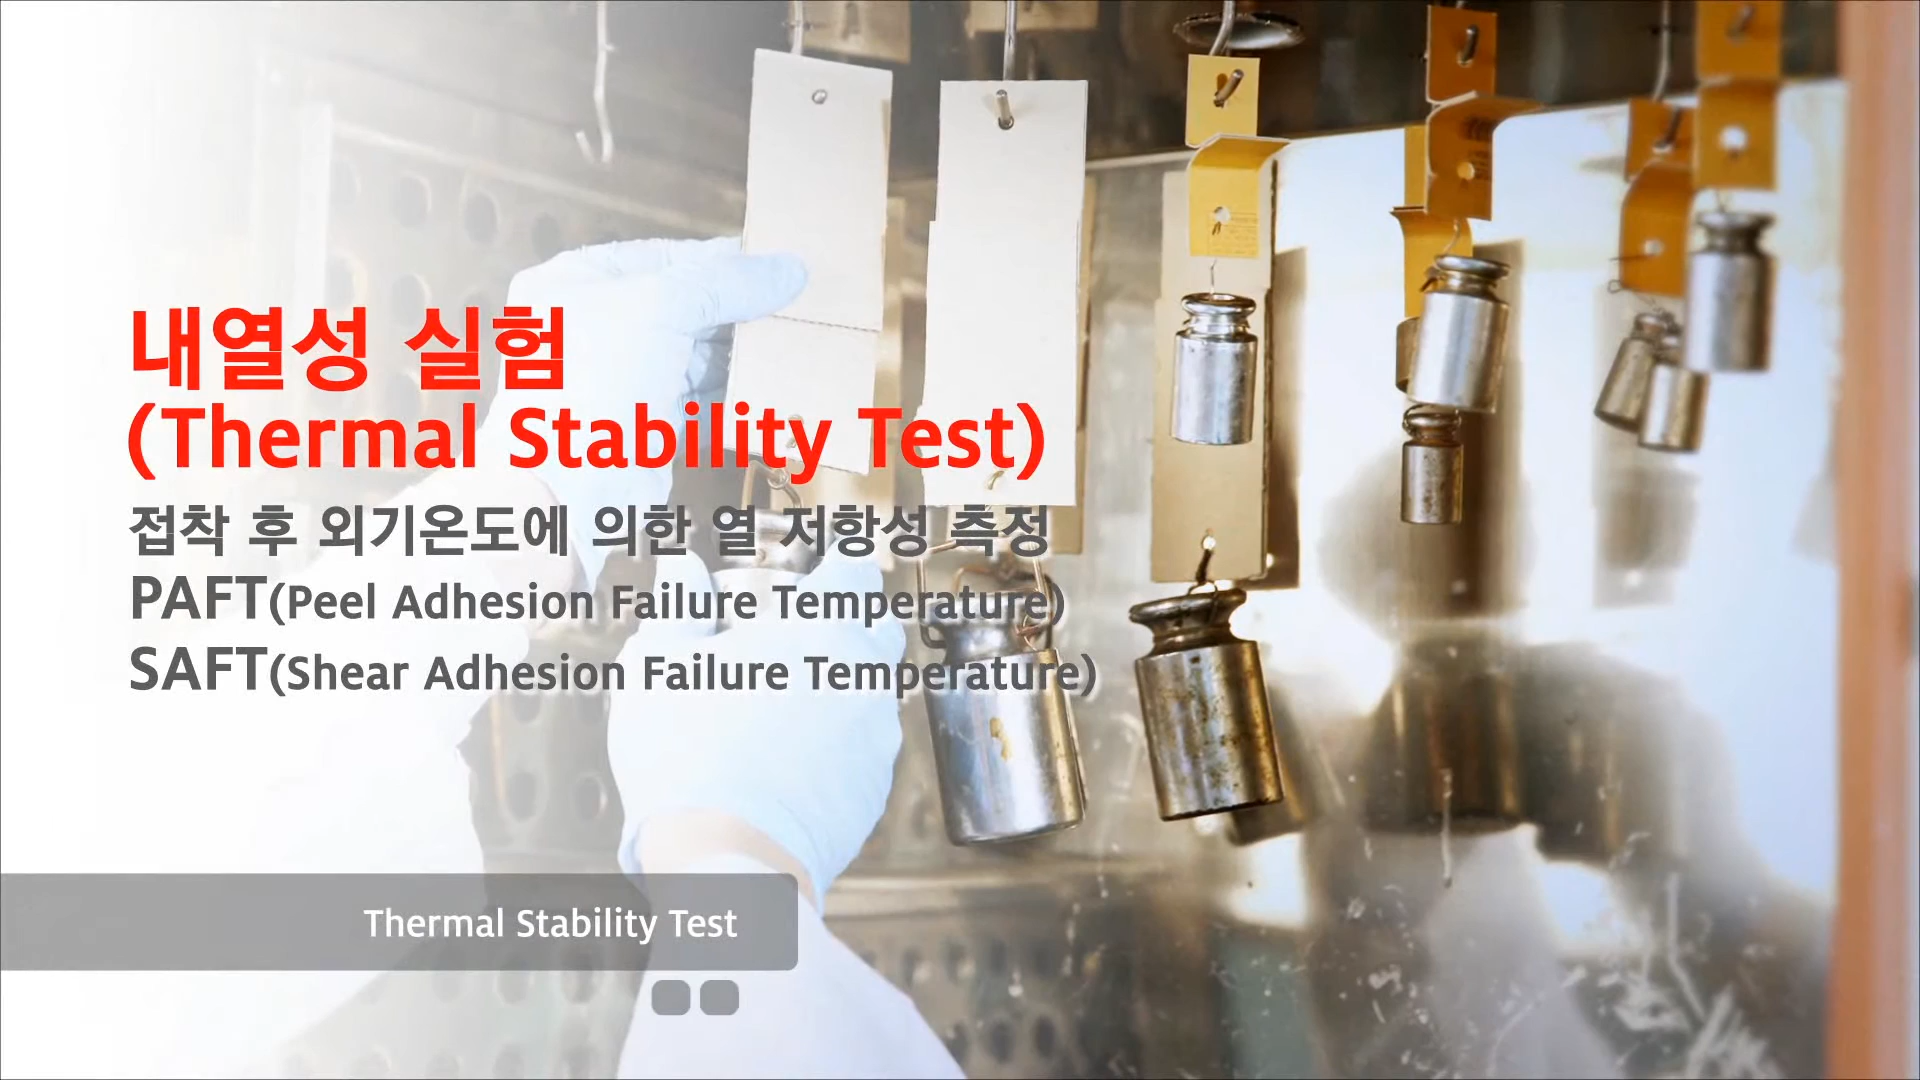 내열성 실험
(Thermal Stability Test)
접착 후 외기온도에 의한 열 저항성 측정
PAFT(Peel Adhesion Failure Temperature)
SAFT(Shear Adhesion Failure Temperature)
Thermal Stability Test